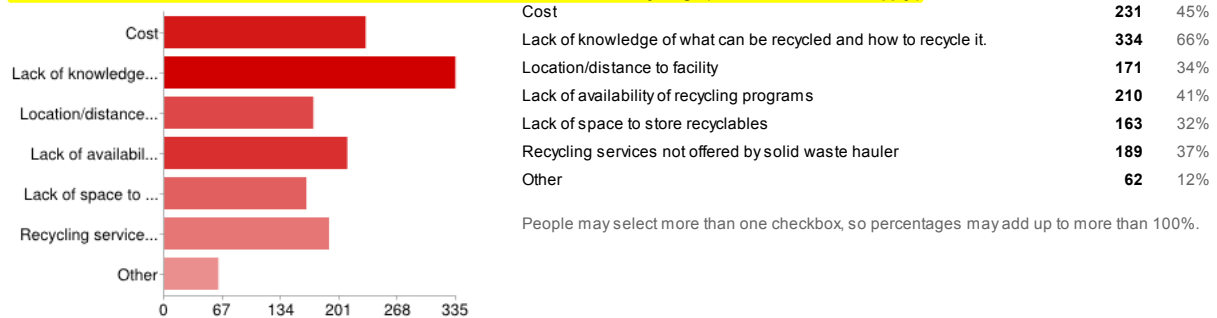 Cost 231 45%
Lack of knowledge of what can be recycled and how to recycle it. 334 66%
Location/distance to facility 171 34%
Lack of availability of recycling programs 210 41%
Lack of space to store recyclables 163 32%
Recycling services not offered by solid waste hauler 189 37%
Other 62 12%
People may select more than one checkbox, so percentages may add up to more than 100%.
Cost
Lack of knowledge...
Location/distance...
Lack of availabil...
Lack of space to ...
Recycling service...
Other
0 67 134 201 268 335